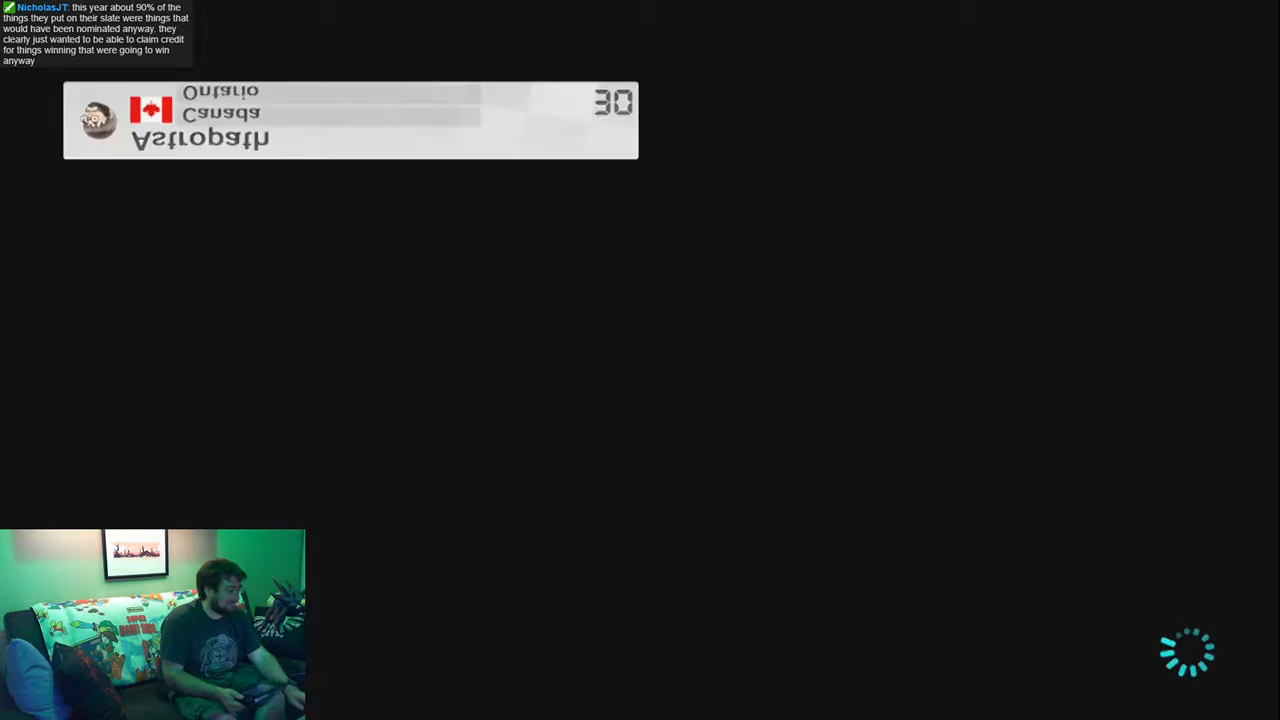 NicholasJT: this year about 90% of the
things they put on their slate were things that
would have been nominated anyway. they
clearly just wanted to be able to claim credit
for things winning that were going to win
anyway
Ontario
Canada
Astropath
30
SUPER